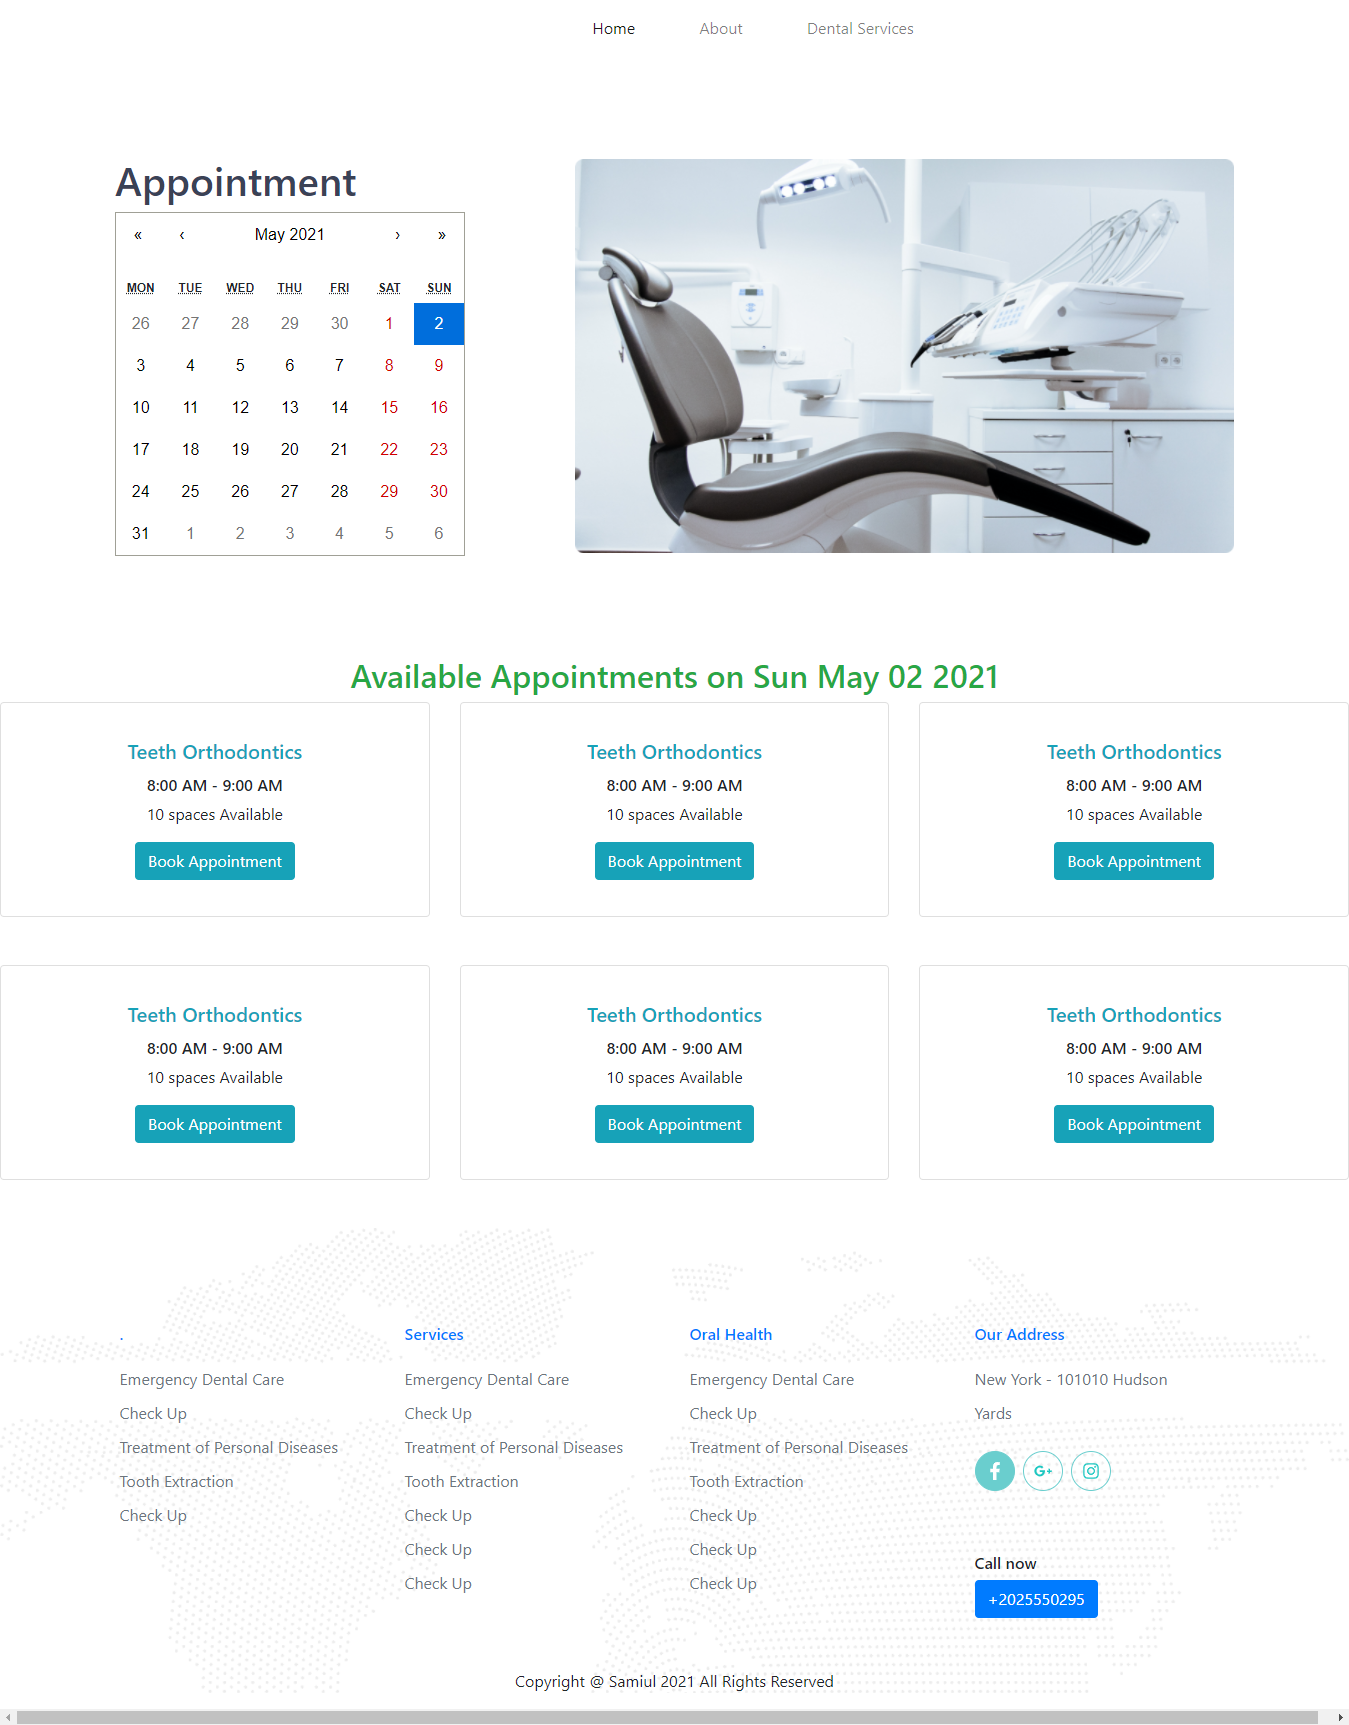 Home About Dental Services
Appointment
« ‹ May 2021 › »
MON TUE WED THU FRI SAT SUN
26 27 28 29 30 1 2
3 4 5 6 7 8 9
10 11 12 13 14 15 16
17 18 19 20 21 22 23
24 25 26 27 28 29 30
31 1 2 3 4 5 6
Available Appointments on Sun May 02 2021
Teeth Orthodontics
8:00 AM - 9:00 AM
10 spaces Available
Book Appointment
Teeth Orthodontics
8:00 AM - 9:00 AM
10 spaces Available
Book Appointment
Teeth Orthodontics
8:00 AM - 9:00 AM
10 spaces Available
Book Appointment
Teeth Orthodontics
8:00 AM - 9:00 AM
10 spaces Available
Book Appointment
Teeth Orthodontics
8:00 AM - 9:00 AM
10 spaces Available
Book Appointment
Teeth Orthodontics
8:00 AM - 9:00 AM
10 spaces Available
Book Appointment
.
Emergency Dental Care
Check Up
Treatment of Personal Diseases
Tooth Extraction
Check Up
Services
Emergency Dental Care
Check Up
Treatment of Personal Diseases
Tooth Extraction
Check Up
Check Up
Check Up
Oral Health
Emergency Dental Care
Check Up
Treatment of Personal Diseases
Tooth Extraction
Check Up
Check Up
Check Up
Our Address
New York - 101010 Hudson
Yards
Call now
+2025550295
Copyright @ Samiul 2021 All Rights Reserved